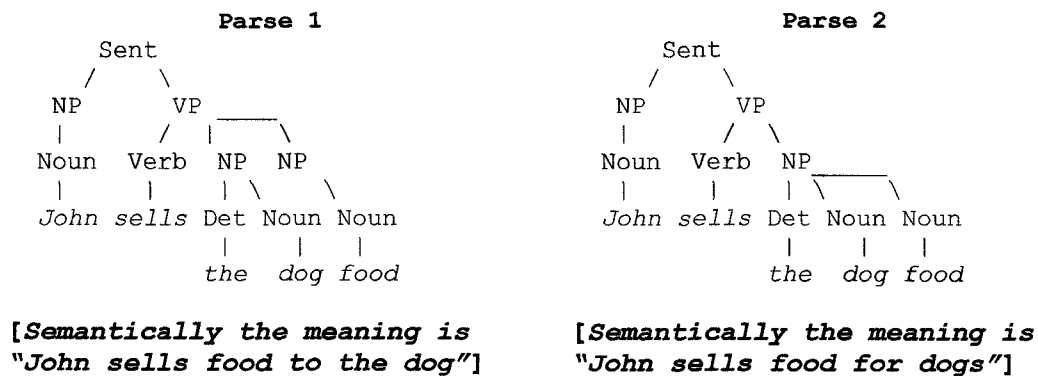 Parse 1 Parse 2
Sent Sent
NP VP NP VP
Noun Verb NP NP Noun Verb NP
John sells Det Noun Noun John sells Det Noun Noun
the dog food the dog food
[Semantically the meaning is [Semantically the meaning is
“John sells food to the dog”] “John sells food for dogs”]